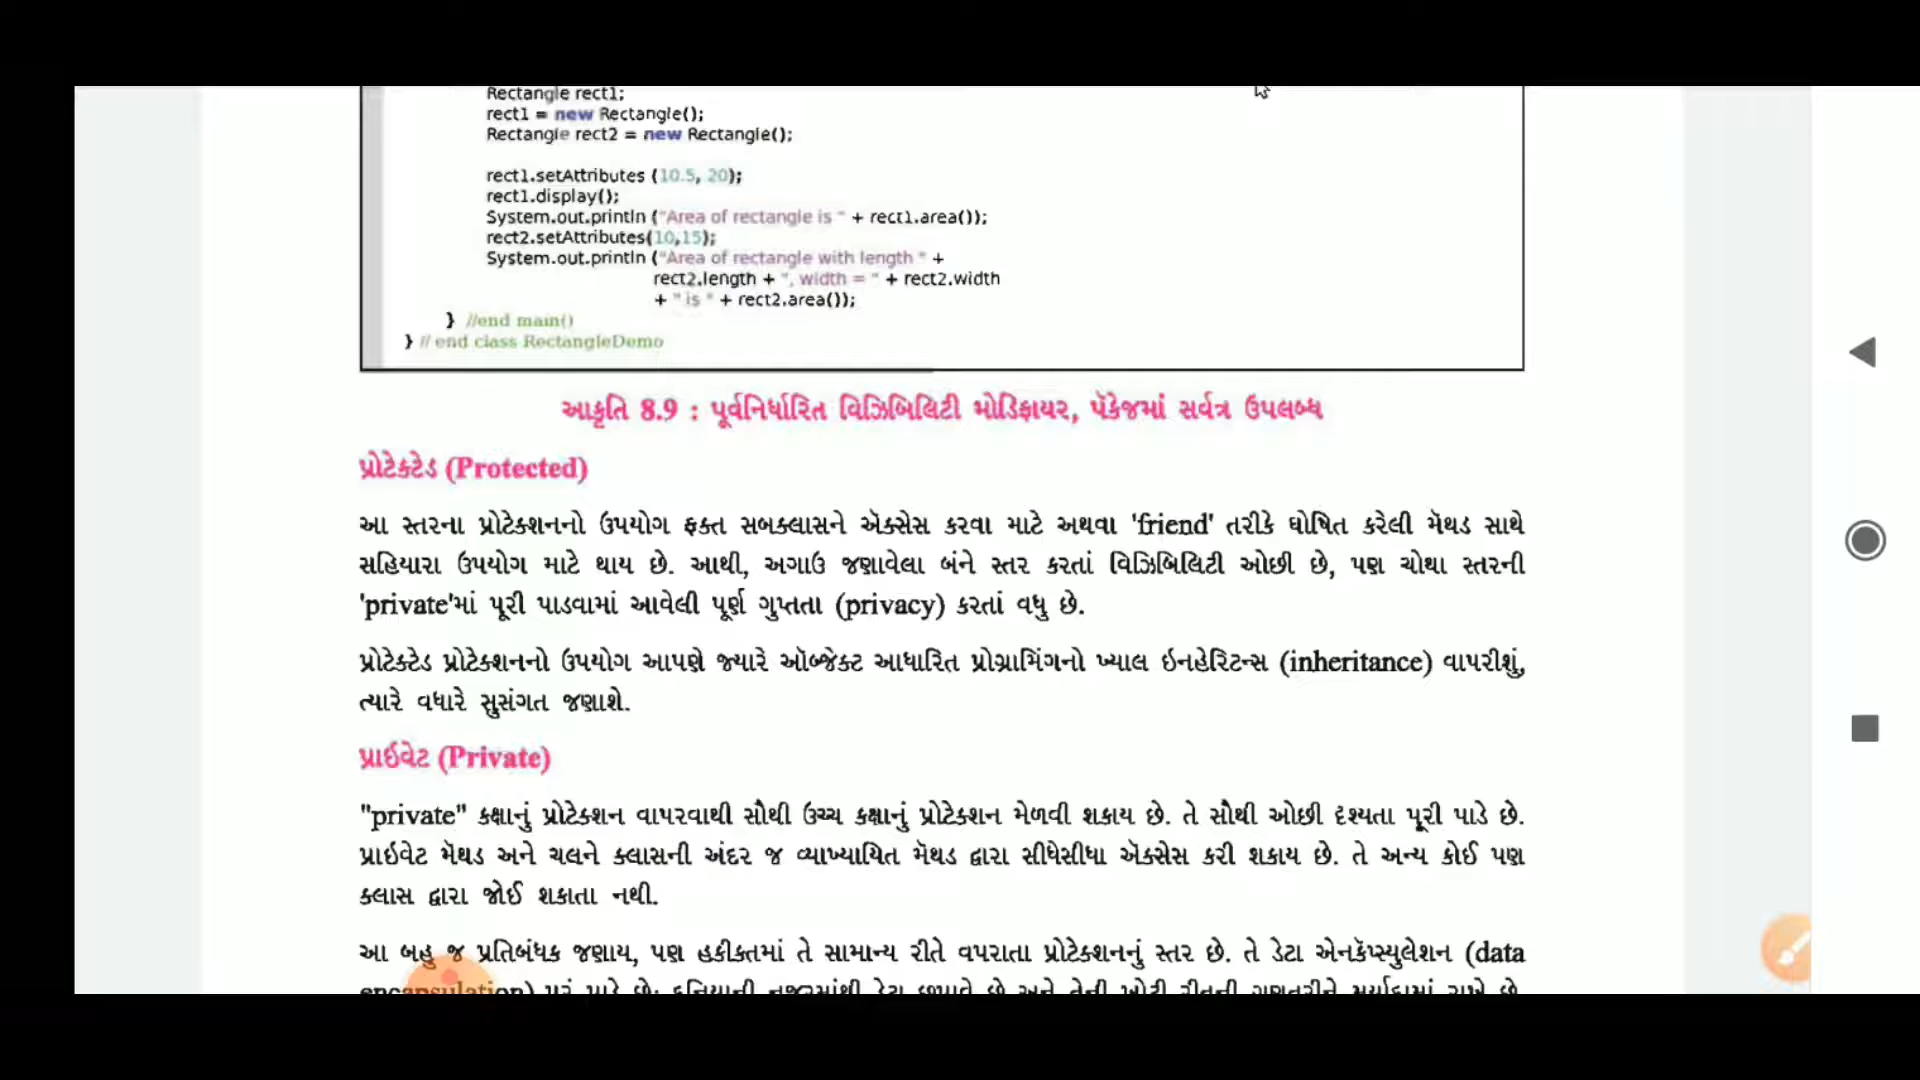 Rectangle rect1;
rect1 = new Rectangle();
Rectangle rect2 = new Rectangle();
rect1.setAttributes (10.5, 20);
rect1.display();
System.out.println ("Area of rectangle is " + rect1.area());
rect2.setAttributes(10,15);
System.out.println ("Area of rectangle with length " +
rect2.length + ", width = " + rect2.width
+ " is " + rect2.area());
} //end main()
} // end class RectangleDemo
આકૃતિ 8.9 : પૂર્વનિર્ધારિત વિઝિબિલિટી મોડિફાયર, પૅકેજમાં સર્વત્ર ઉપલબ્ધ
પ્રોટેક્ટેડ (Protected)
આ સ્તરના પ્રોટેક્શનનો ઉપયોગ ફક્ત સબક્લાસને ઍક્સેસ કરવા માટે અથવા 'friend' તરીકે ઘોષિત કરેલી મૅથડ સાથે
સહિયારા ઉપયોગ માટે થાય છે. આથી, અગાઉ જણાવેલા બંને સ્તર કરતાં વિઝિબિલિટી ઓછી છે, પણ ચોથા સ્તરની
'private'માં પૂરી પાડવામાં આવેલી પૂર્ણ ગુપ્તતા (privacy) કરતાં વધુ છે.
પ્રોટેક્ટેડ પ્રોટેક્શનનો ઉપયોગ આપણે જ્યારે ઑબ્જેક્ટ આધારિત પ્રોગ્રામિંગનો ખ્યાલ ઇનહેરિટન્સ (inheritance) વાપરીશું,
ત્યારે વધારે સુસંગત જણાશે.
પ્રાઈવેટ (Private)
"private" કક્ષાનું પ્રોટેક્શન વાપરવાથી સૌથી ઉચ્ચ કક્ષાનું પ્રોટેક્શન મેળવી શકાય છે. તે સૌથી ઓછી દૃશ્યતા પૂરી પાડે છે.
પ્રાઇવેટ મૅથડ અને ચલને ક્લાસની અંદર જ વ્યાખ્યાયિત મૅથડ દ્વારા સીધેસીધા ઍક્સેસ કરી શકાય છે. તે અન્ય કોઈ પણ
ક્લાસ દ્વારા જોઈ શકાતા નથી.
આ બહુ જ પ્રતિબંધક જણાય, પણ હકીકતમાં તે સામાન્ય રીતે વપરાતા પ્રોટેક્શનનું સ્તર છે. તે ડેટા એનકૅપ્સ્યુલેશન (data
encapsulation) પૂરું પાડે છે; દુનિયાની નજરમાંથી ડેટા છુપાવે છે અને તેની ખોટી રીતની ગણતરીને મર્યાદામાં રાખે છે.